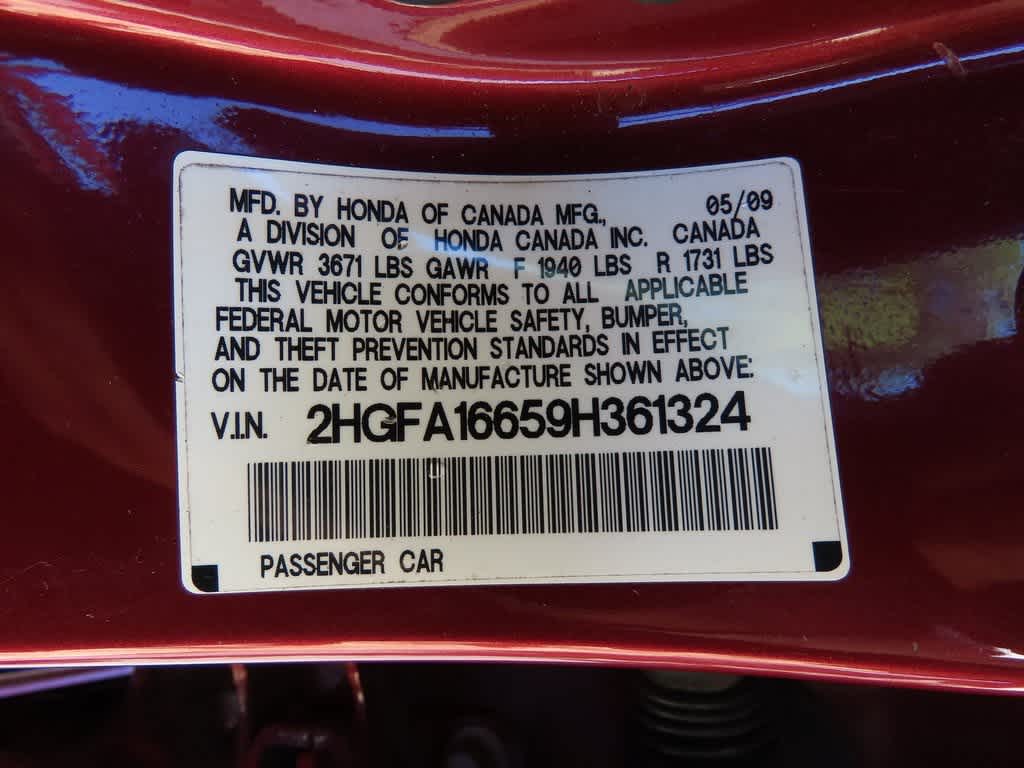 MFD. BY HONDA OF CANADA MFG., 05/09
A DIVISION OF HONDA CANADA INC. CANADA
GVWR 3671 LBS GAWR F 1940 LBS R 1731 LBS
THIS VEHICLE CONFORMS TO ALL APPLICABLE
FEDERAL MOTOR VEHICLE SAFETY, BUMPER,
AND THEFT PREVENTION STANDARDS IN EFFECT
ON THE DATE OF MANUFACTURE SHOWN ABOVE:
V.I.N. 2HGFA16659H361324
PASSENGER CAR